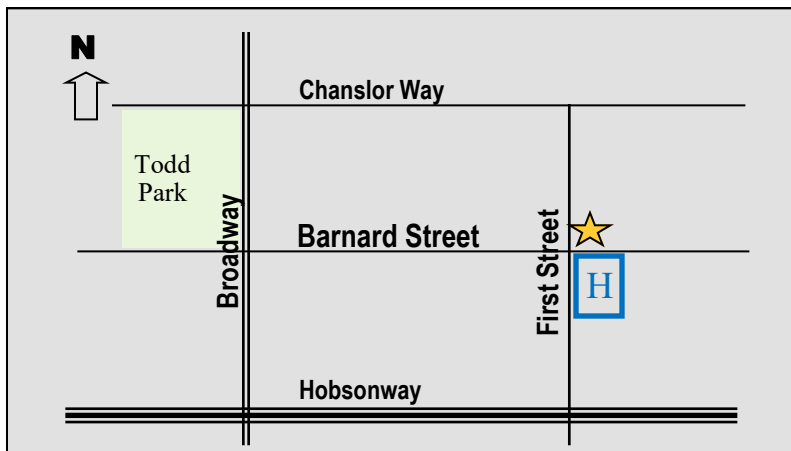 N
Chanslor Way
Todd
Park
Broadway
Barnard Street
First Street
H
Hobsonway